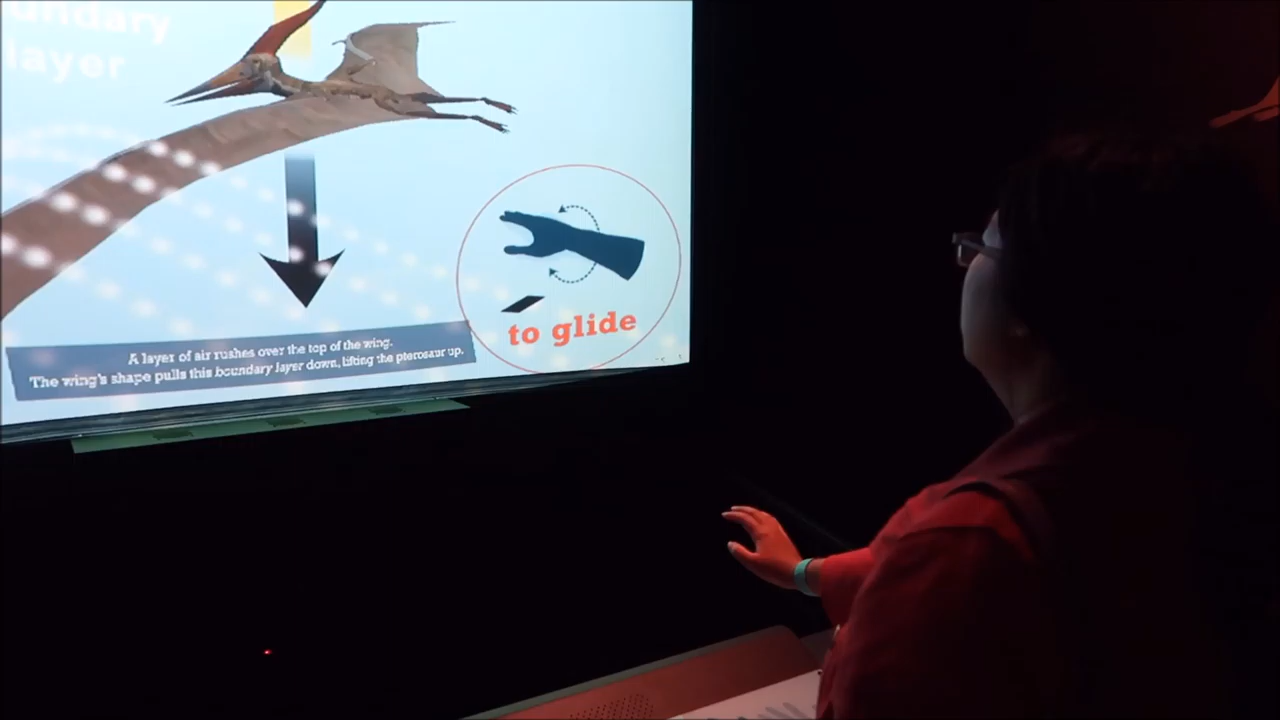 undary
layer
A layer of air rushes over the top of the wing.
The wing's shape pulls this boundary layer down, lifting the pterosaur up.
to glide